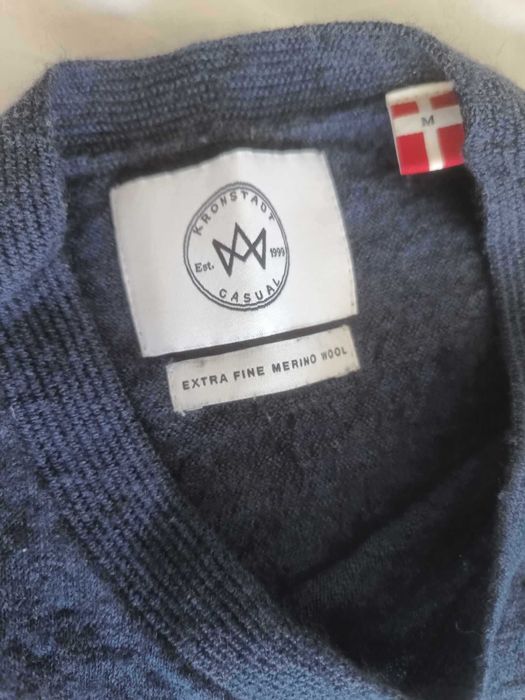 M
KRONSTADT
Est. 1999
CASUAL
EXTRA FINE MERINO WOOL